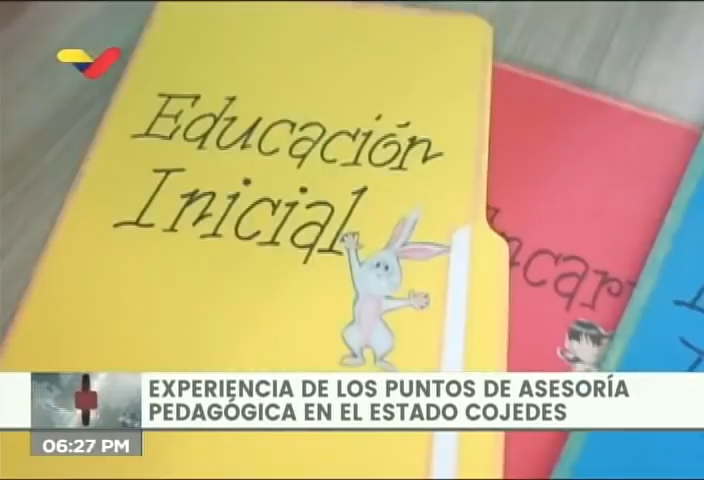 Educación
Inicial
EXPERIENCIA DE LOS PUNTOS DE ASESORÍA
PEDAGÓGICA EN EL ESTADO COJEDES
06:27 PM